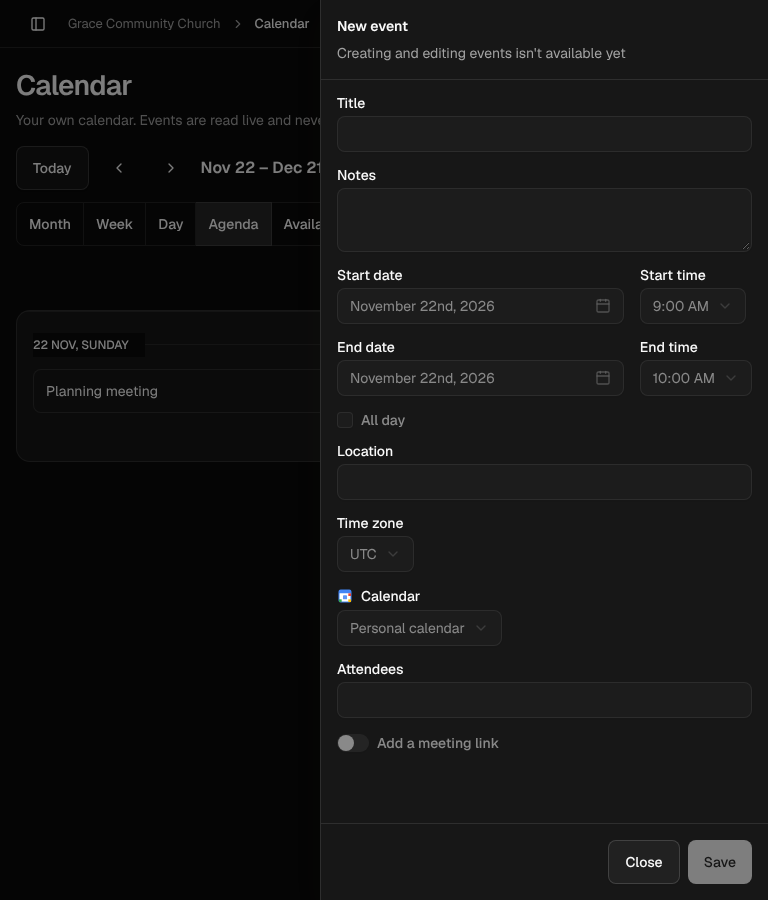 Grace Community Church > Calendar
Calendar
Your own calendar. Events are read live and
Today
Nov 22 – Dec
Month Week Day Agenda
22 NOV, SUNDAY
Planning meeting
New event
Creating and editing events isn't available yet
Title
Notes
Start date Start time
November 22nd, 2026 9:00 AM
End date End time
November 22nd, 2026 10:00 AM
All day
Location
Time zone
UTC
Calendar
Personal calendar
Attendees
Add a meeting link
Close Save